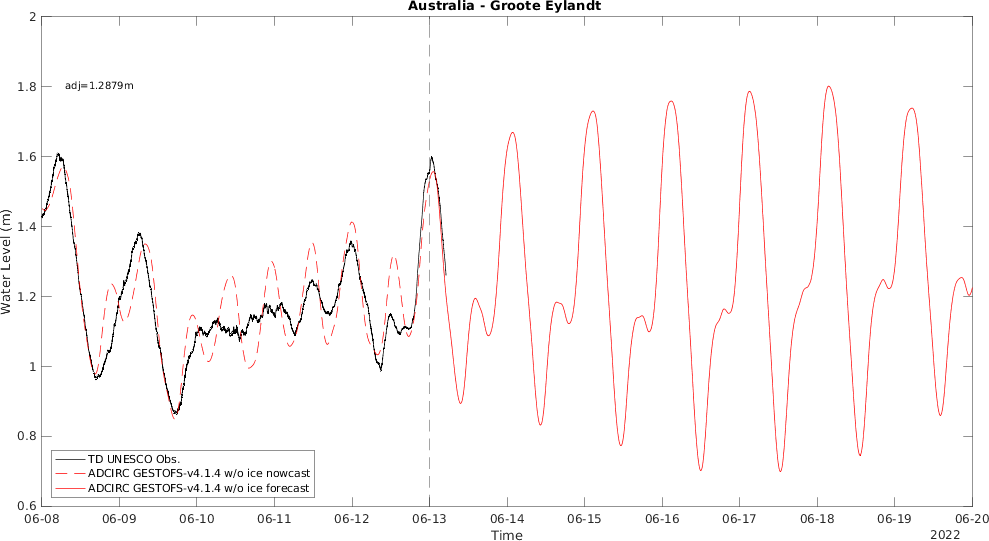 Australia - Groote Eylandt
2
1.8
1.6
1.4
1.2
1
0.8
0.6
Water Level (m)
adj=1.2879m
TD UNESCO Obs.
ADCIRC GESTOFS-v4.1.4 w/o ice nowcast
ADCIRC GESTOFS-v4.1.4 w/o ice forecast
06-08 06-09 06-10 06-11 06-12 06-13 06-14 06-15 06-16 06-17 06-18 06-19 06-20
Time
2022